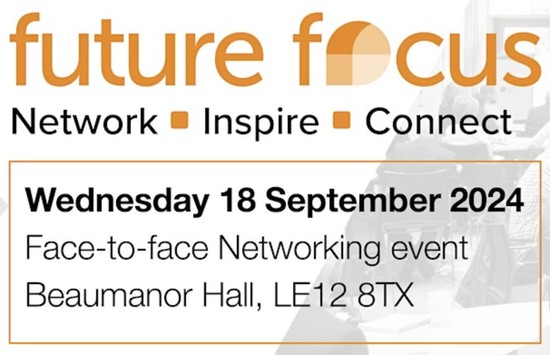 future focus
Network ▪ Inspire ▪ Connect
Wednesday 18 September 2024
Face-to-face Networking event
Beaumanor Hall, LE12 8TX